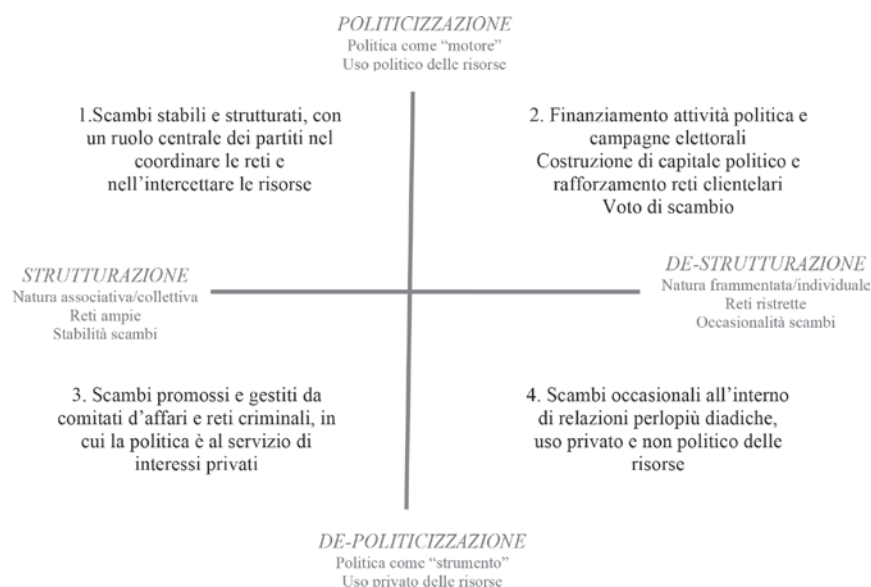 POLITICIZZAZIONE
Politica come “motore”
Uso politico delle risorse
1.Scambi stabili e strutturati, con
un ruolo centrale dei partiti nel
coordinare le reti e
nell’intercettare le risorse
2. Finanziamento attività politica e
campagne elettorali
Costruzione di capitale politico e
rafforzamento reti clientelari
Voto di scambio
STRUTTURAZIONE
Natura associativa/collettiva
Reti ampie
Stabilità scambi
DE-STRUTTURAZIONE
Natura frammentata/individuale
Reti ristrette
Occasionalità scambi
3. Scambi promossi e gestiti da
comitati d’affari e reti criminali, in
cui la politica è al servizio di
interessi privati
4. Scambi occasionali all’interno
di relazioni perlopiù diadiche,
uso privato e non politico delle
risorse
DE-POLITICIZZAZIONE
Politica come “strumento”
Uso privato delle risorse